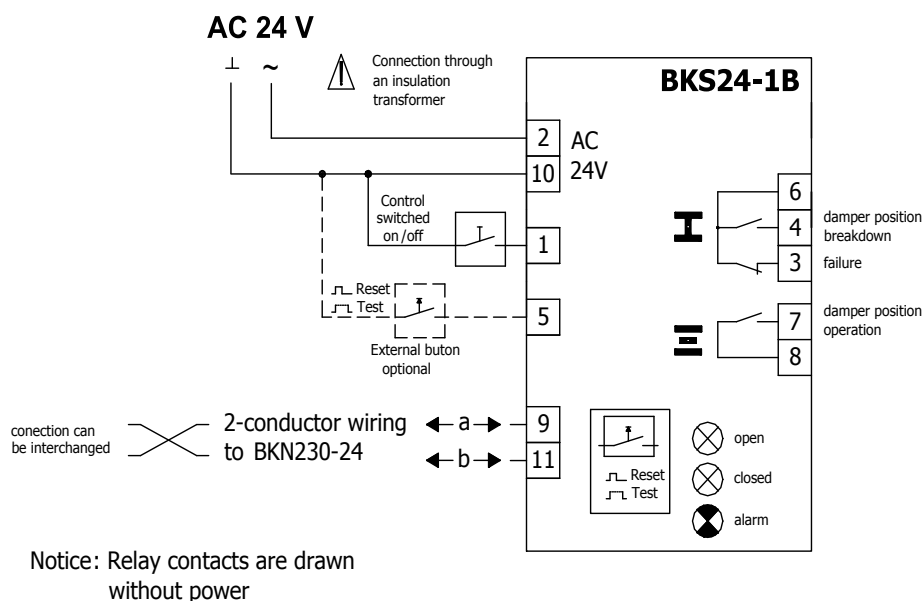 AC 24 V
⊥ ~
Connection through
an insulation
transformer
BKS24-1B
2
AC
10
24V
Control
switched
on/off
1
Reset
Test
5
External buton
optional
6
4
damper position
breakdown
3
failure
7
damper position
operation
8
conection can
be interchanged
2-conductor wiring
to BKN230-24
a
b
9
11
Reset
Test
open
closed
alarm
Notice: Relay contacts are drawn
without power